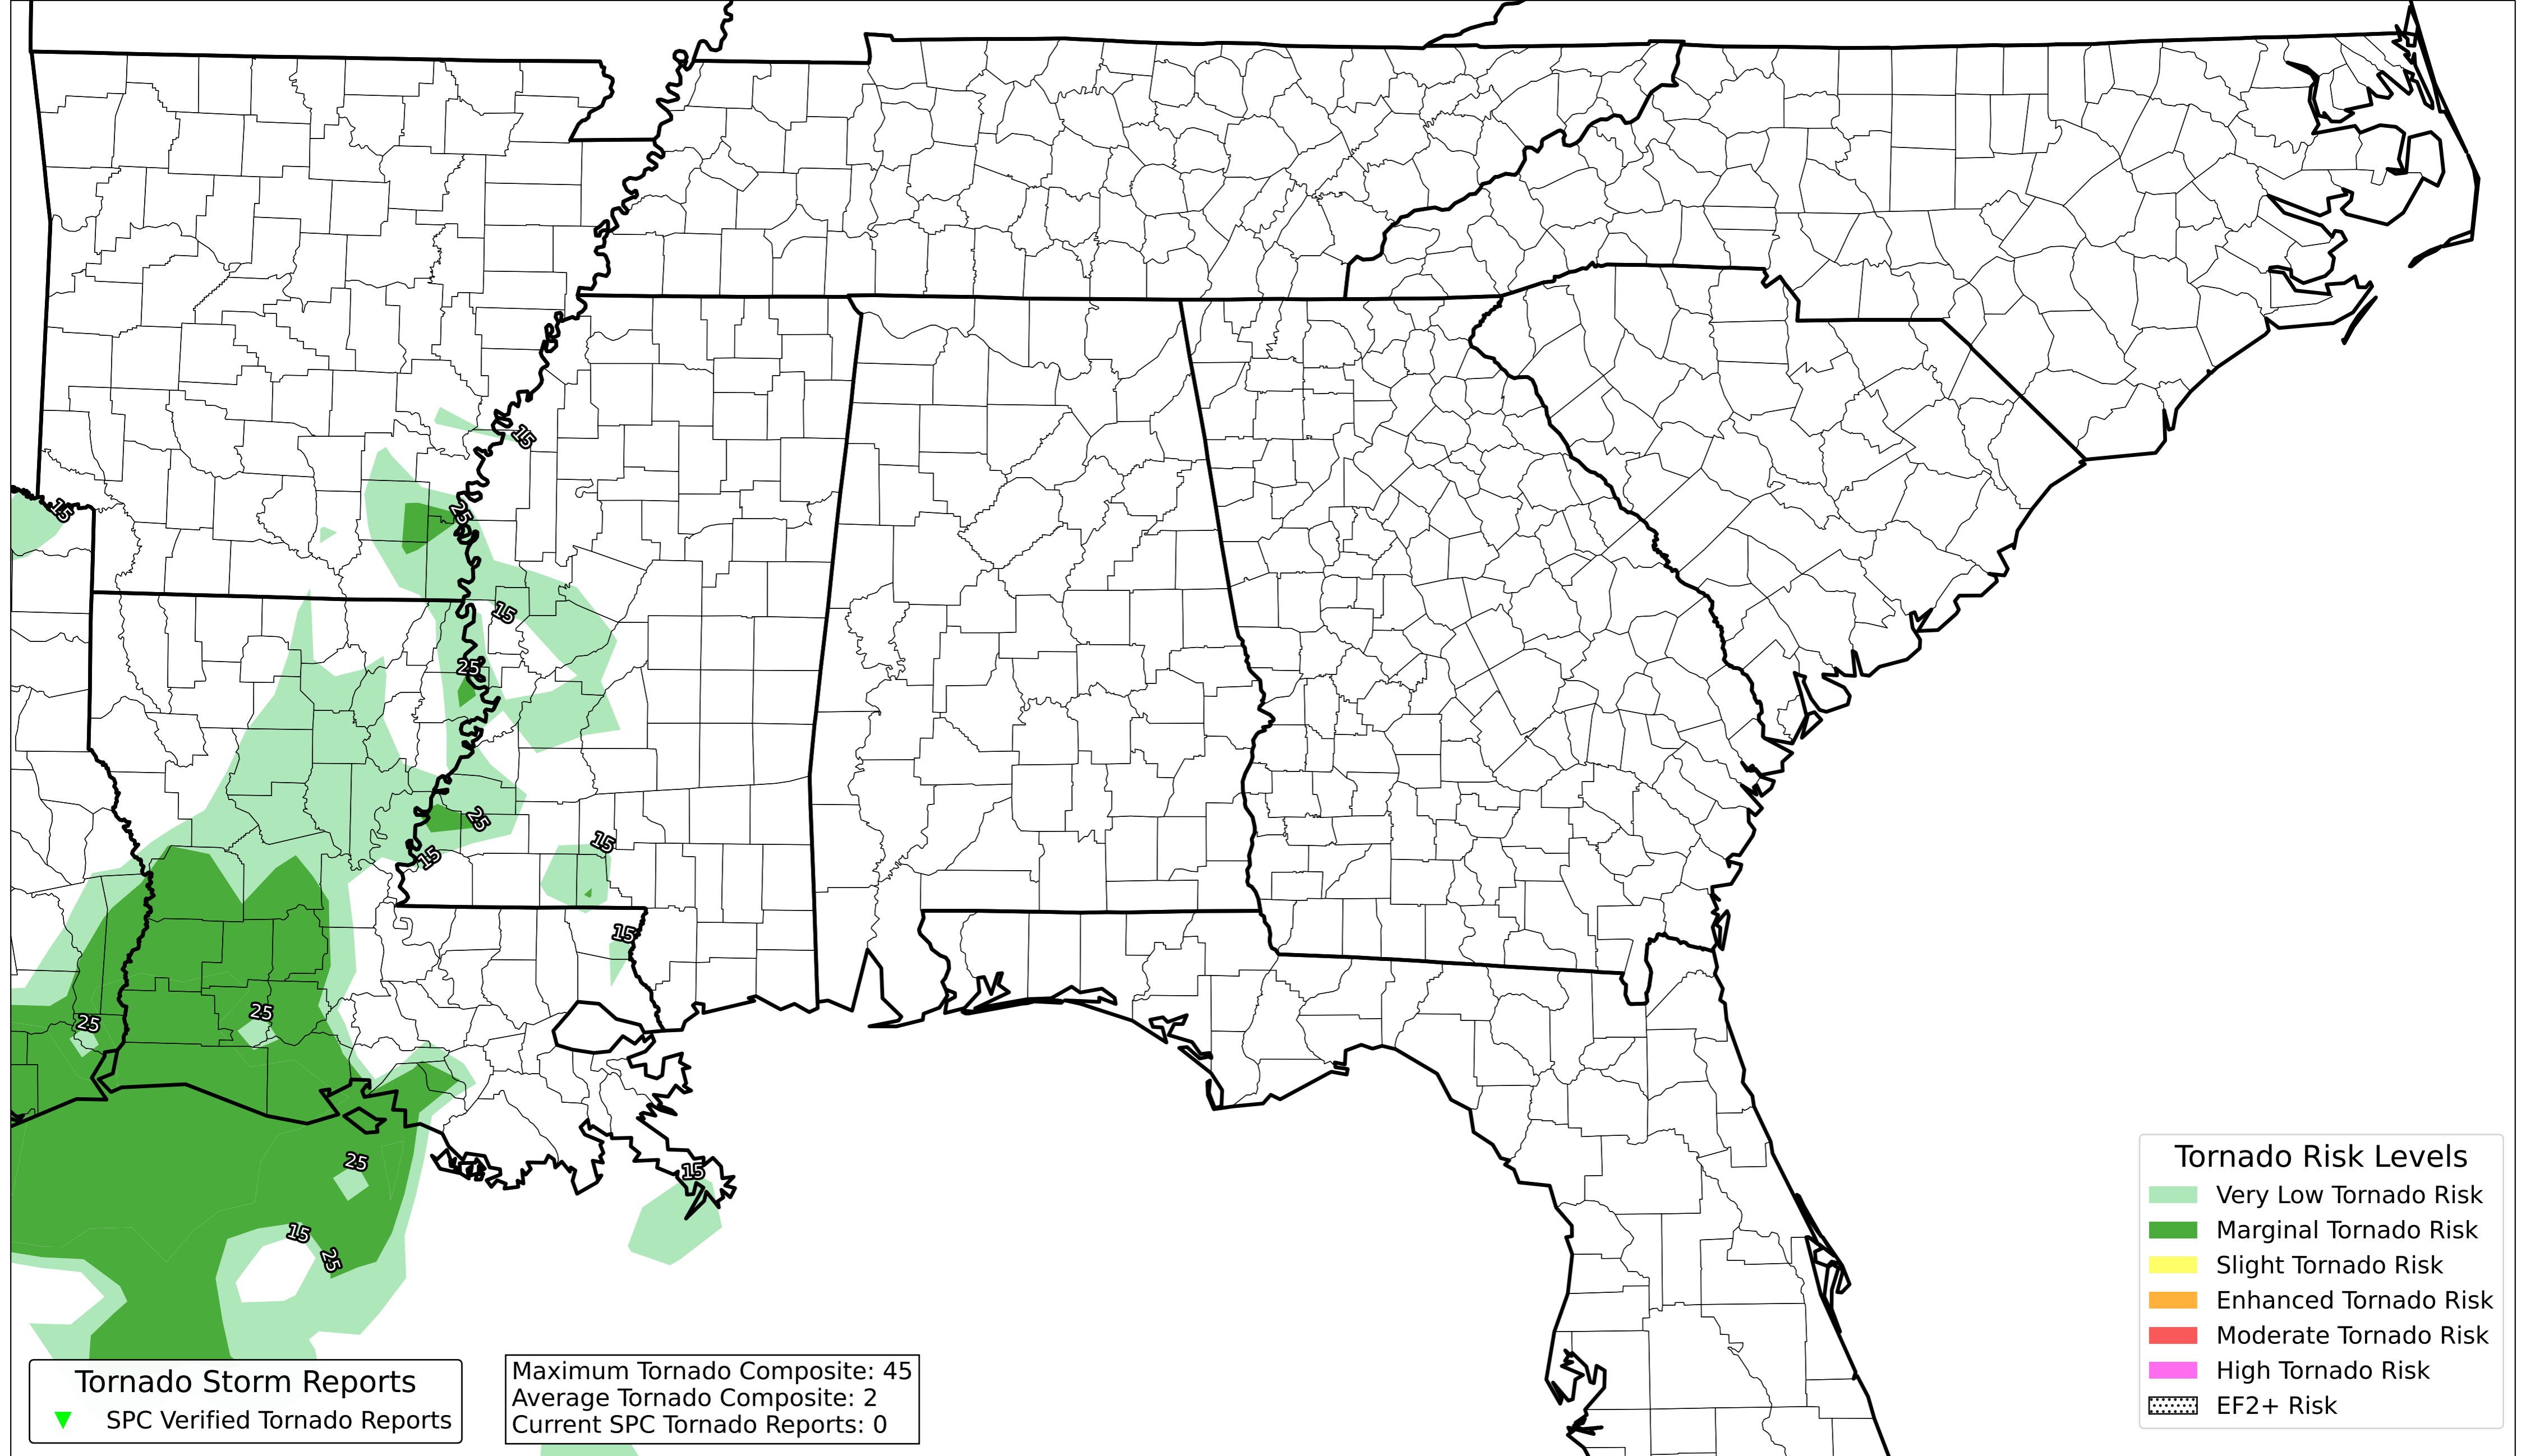 15
15
25
15
25
25
15
15
15
25
25
25
15
15
25
Tornado Risk Levels
Very Low Tornado Risk
Marginal Tornado Risk
Slight Tornado Risk
Enhanced Tornado Risk
Moderate Tornado Risk
High Tornado Risk
EF2+ Risk
Tornado Storm Reports
SPC Verified Tornado Reports
Maximum Tornado Composite: 45
Average Tornado Composite: 2
Current SPC Tornado Reports: 0